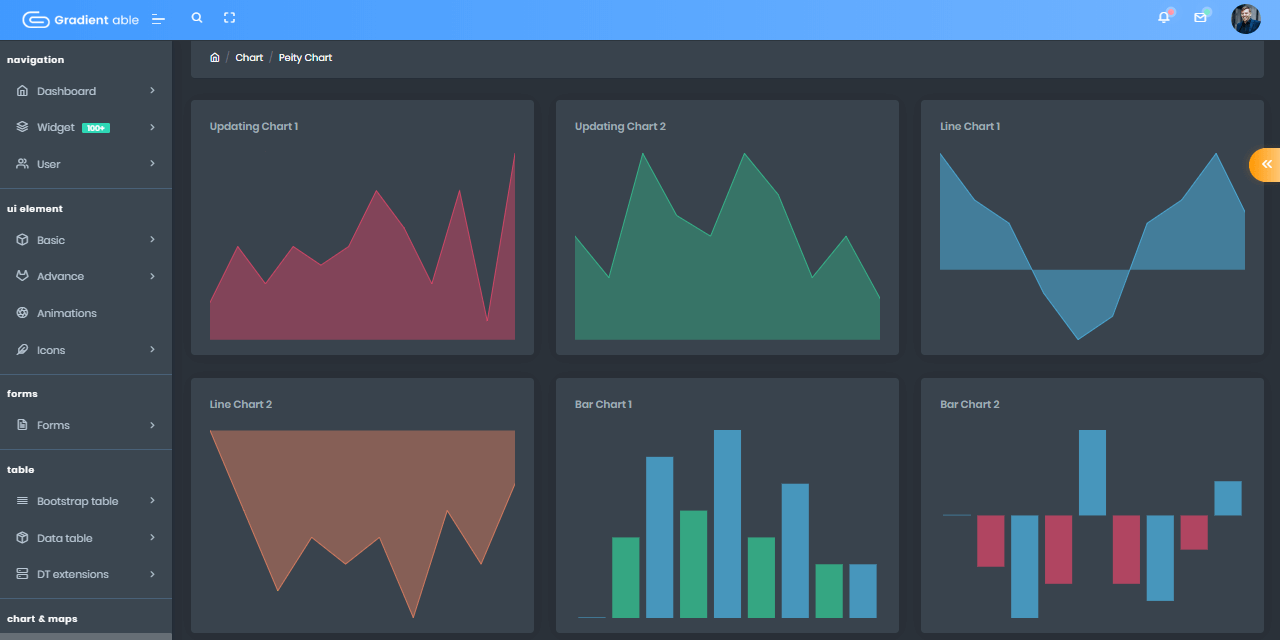 Gradient able
Chart / Peity Chart
navigation
Dashboard
Widget 100+
User
ui element
Basic
Advance
Animations
Icons
forms
Forms
table
Bootstrap table
Data table
DT extensions
chart & maps
Updating Chart 1
Updating Chart 2
Line Chart 1
Line Chart 2
Bar Chart 1
Bar Chart 2